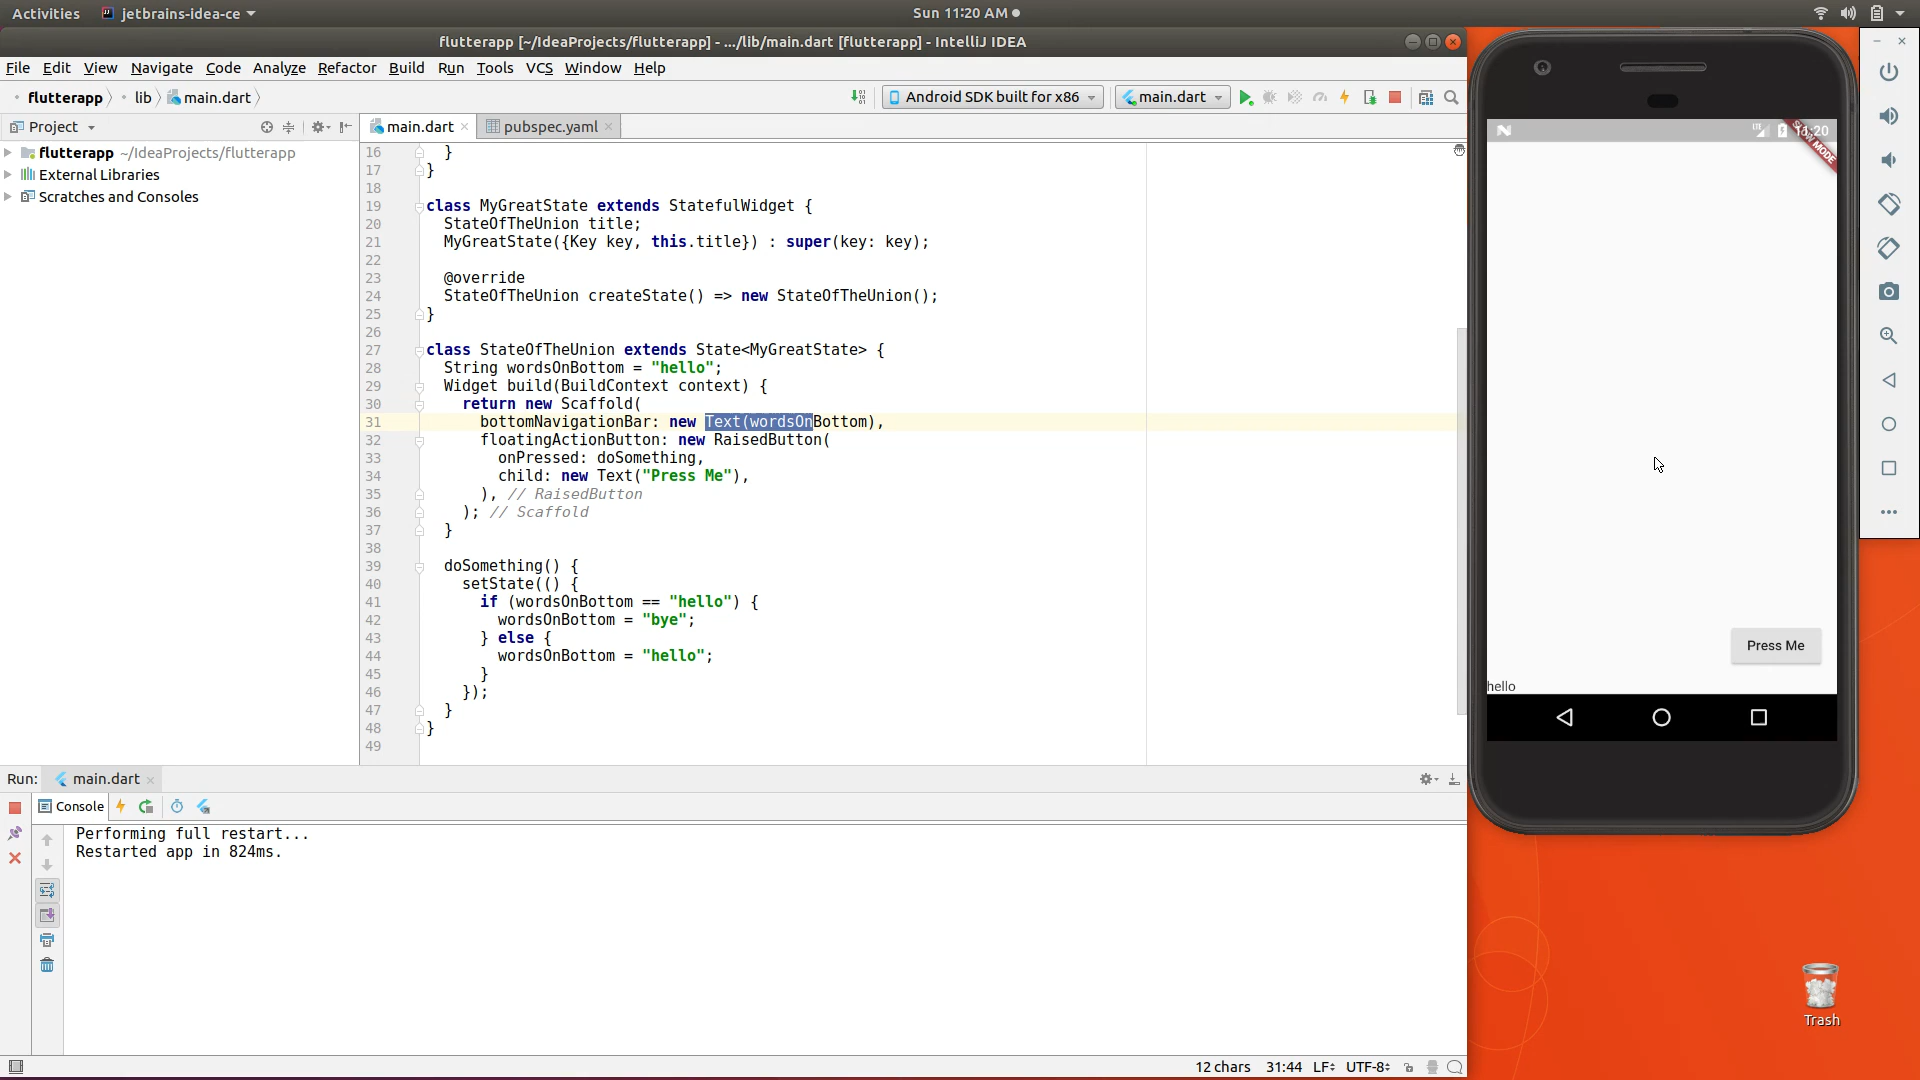 Activities jetbrains-idea-ce Sun 11:20 AM
flutterapp [~/IdeaProjects/flutterapp] - .../lib/main.dart [flutterapp] - IntelliJ IDEA
File Edit View Navigate Code Analyze Refactor Build Run Tools VCS Window Help
flutterapp lib main.dart Android SDK built for x86 main.dart
Project main.dart pubspec.yaml
flutterapp ~/IdeaProjects/flutterapp
External Libraries
Scratches and Consoles
16 }
17 }
18
19 class MyGreatState extends StatefulWidget {
20 StateOfTheUnion title;
21 MyGreatState({Key key, this.title}) : super(key: key);
22
23 @override
24 StateOfTheUnion createState() => new StateOfTheUnion();
25 }
26
27 class StateOfTheUnion extends State<MyGreatState> {
28 String wordsOnBottom = "hello";
29 Widget build(BuildContext context) {
30 return new Scaffold(
31 bottomNavigationBar: new Text(wordsOnBottom),
32 floatingActionButton: new RaisedButton(
33 onPressed: doSomething,
34 child: new Text("Press Me"),
35 ), // RaisedButton
36 ); // Scaffold
37 }
38
39 doSomething() {
40 setState(() {
41 if (wordsOnBottom == "hello") {
42 wordsOnBottom = "bye";
43 } else {
44 wordsOnBottom = "hello";
45 }
46 });
47 }
48 }
49
Run: main.dart
Console
Performing full restart...
Restarted app in 824ms.
12 chars 31:44 LF UTF-8
LTE 11:20
SLOW MODE
Press Me
hello
Trash